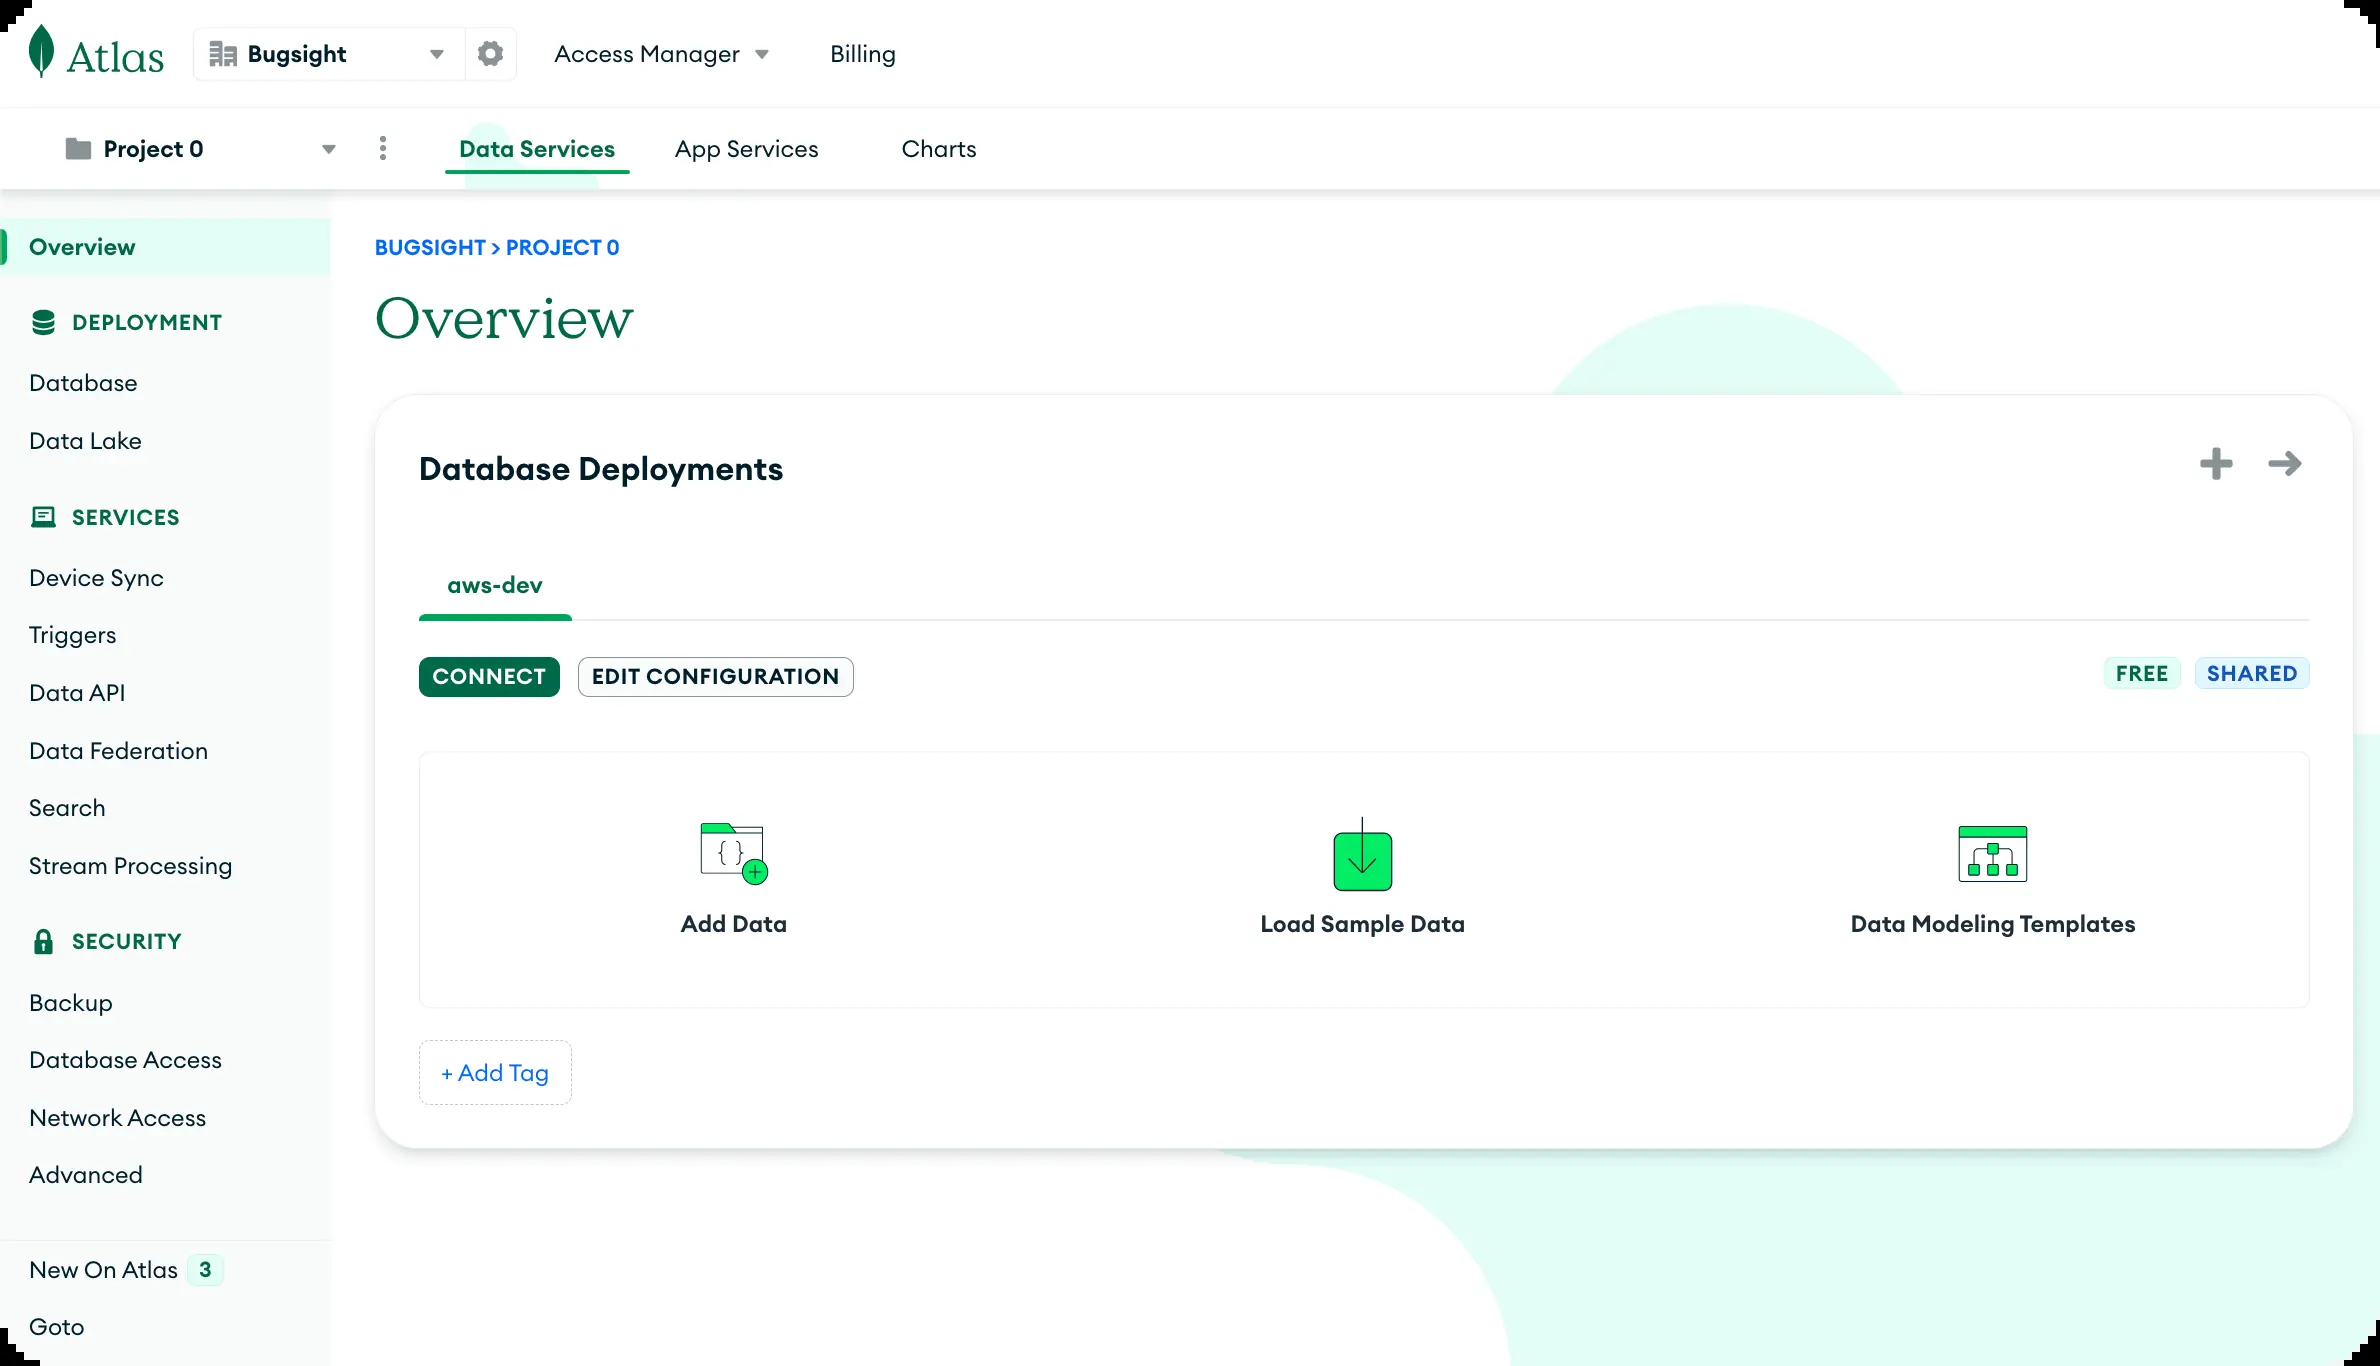 Atlas
Bugsight
Access Manager
Billing
Project 0
Data Services
App Services
Charts
Overview
DEPLOYMENT
Database
Data Lake
SERVICES
Device Sync
Triggers
Data API
Data Federation
Search
Stream Processing
SECURITY
Backup
Database Access
Network Access
Advanced
New On Atlas 3
Goto
BUGSIGHT > PROJECT 0
Overview
Database Deployments
aws-dev
CONNECT
EDIT CONFIGURATION
FREE
SHARED
{ }
Add Data
Load Sample Data
Data Modeling Templates
+ Add Tag